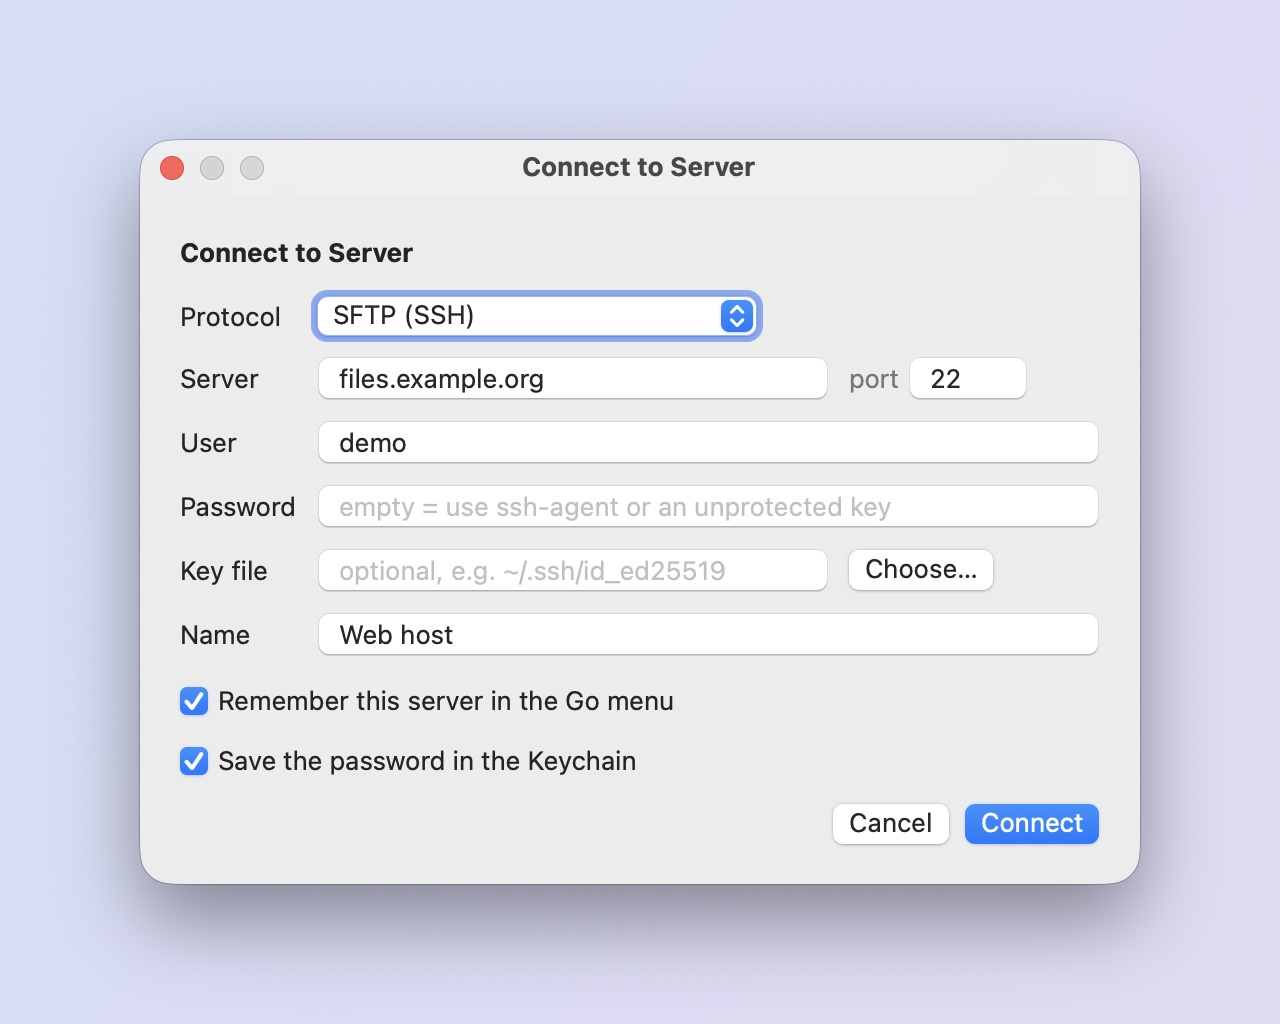 Connect to Server
Connect to Server
Protocol SFTP (SSH)
Server files.example.org port 22
User demo
Password empty = use ssh-agent or an unprotected key
Key file optional, e.g. ~/.ssh/id_ed25519 Choose...
Name Web host
Remember this server in the Go menu
Save the password in the Keychain
Cancel Connect